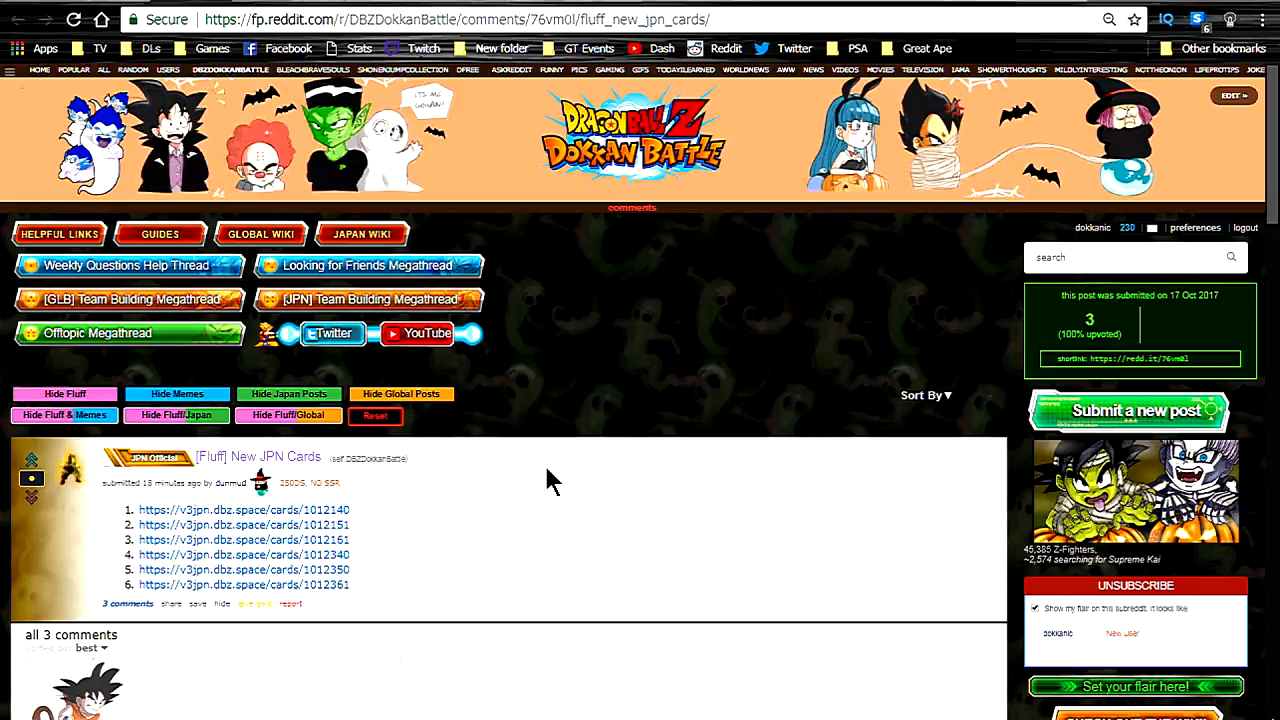 Secure https://fp.reddit.com/r/DBZDokkanBattle/comments/76vm0l/fluff_new_jpn_cards/ IQ S 6
Apps TV DLs Games Facebook Stats Twitch New folder GT Events Dash Reddit Twitter PSA Great Ape Other bookmarks
HOME POPULAR ALL RANDOM USERS DBZDOKKANBATTLE BLEACHBRAVESOULS SHONENJUMPCOLLECTION DFREE ASKREDDIT FUNNY PICS GAMING GIFS TODAYILEARNED WORLDNEWS AWW NEWS VIDEOS MOVIES TELEVISION IAMA SHOWERTHOUGHTS MILDLYINTERESTING NOTTHEONION LIFEPROTIPS JOKE
IT'S ME GOHAN!
DRAGONBALL Z
DOKKAN BATTLE
EDIT »
comments
HELPFUL LINKS GUIDES GLOBAL WIKI JAPAN WIKI
dokkanic 230 preferences logout
Weekly Questions Help Thread Looking for Friends Megathread
search
[GLB] Team Building Megathread [JPN] Team Building Megathread
this post was submitted on 17 Oct 2017
3
(100% upvoted)
Offtopic Megathread Twitter YouTube
shortlink: https://redd.it/76vm0l
Hide Fluff Hide Memes Hide Japan Posts Hide Global Posts
Sort By▼
Hide Fluff & Memes Hide Fluff/Japan Hide Fluff/Global Reset
Submit a new post
JPN Official [Fluff] New JPN Cards (self.DBZDokkanBattle)
submitted 18 minutes ago by dunmud 250DS, NO SSR
1. https://v3jpn.dbz.space/cards/1012140
2. https://v3jpn.dbz.space/cards/1012151
3. https://v3jpn.dbz.space/cards/1012161
4. https://v3jpn.dbz.space/cards/1012340
5. https://v3jpn.dbz.space/cards/1012350
6. https://v3jpn.dbz.space/cards/1012361
3 comments share save hide give gold report
45,385 Z-Fighters,
~2,574 searching for Supreme Kai
UNSUBSCRIBE
Show my flair on this subreddit. It looks like:
dokkanic New User
all 3 comments
sorted by: best
Set your flair here!